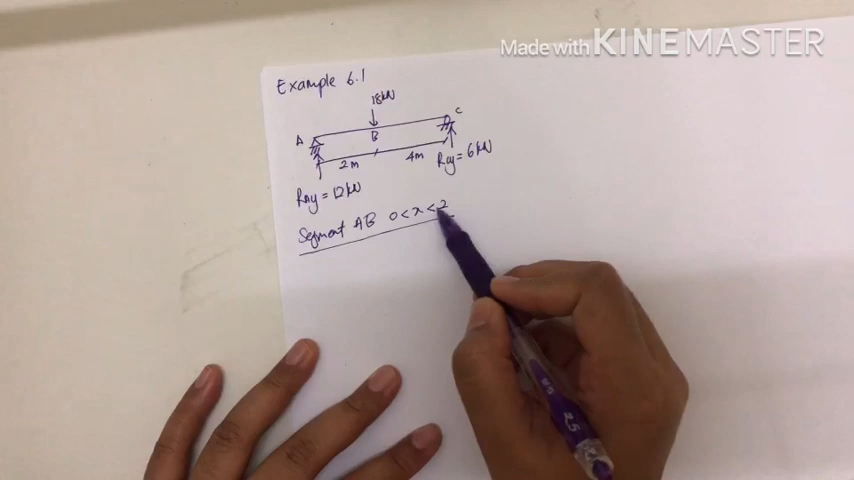 Made with KINEMASTER
Example 6.1
18kN
A
B
C
2m
4m
Ray = 12kN
Rcy = 6kN
Segment AB 0 < x < 2